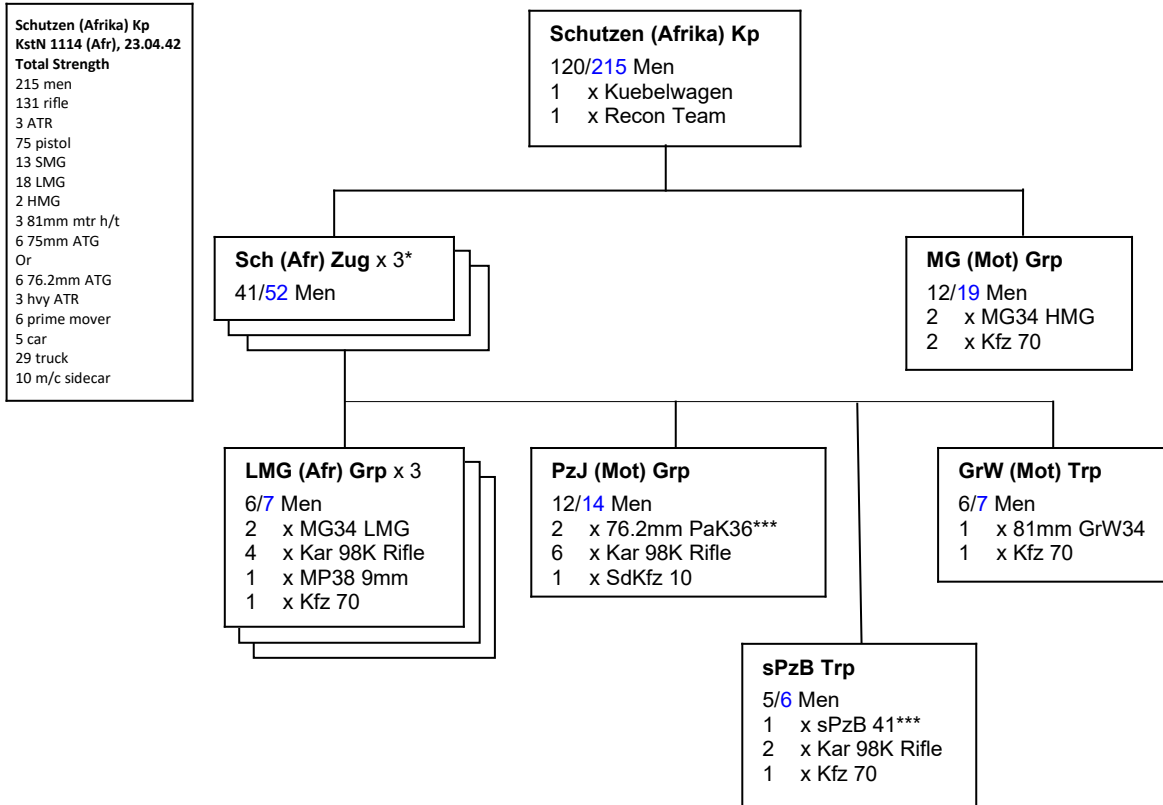 Schutzen (Afrika) Kp
KstN 1114 (Afr), 23.04.42
Total Strength
215 men
131 rifle
3 ATR
75 pistol
13 SMG
18 LMG
2 HMG
3 81mm mtr h/t
6 75mm ATG
Or
6 76.2mm ATG
3 hvy ATR
6 prime mover
5 car
29 truck
10 m/c sidecar
Schutzen (Afrika) Kp
120/215 Men
1 x Kuebelwagen
1 x Recon Team
Sch (Afr) Zug x 3*
41/52 Men
MG (Mot) Grp
12/19 Men
2 x MG34 HMG
2 x Kfz 70
LMG (Afr) Grp x 3
6/7 Men
2 x MG34 LMG
4 x Kar 98K Rifle
1 x MP38 9mm
1 x Kfz 70
PzJ (Mot) Grp
12/14 Men
2 x 76.2mm PaK36***
6 x Kar 98K Rifle
1 x SdKfz 10
GrW (Mot) Trp
6/7 Men
1 x 81mm GrW34
1 x Kfz 70
sPzB Trp
5/6 Men
1 x sPzB 41***
2 x Kar 98K Rifle
1 x Kfz 70